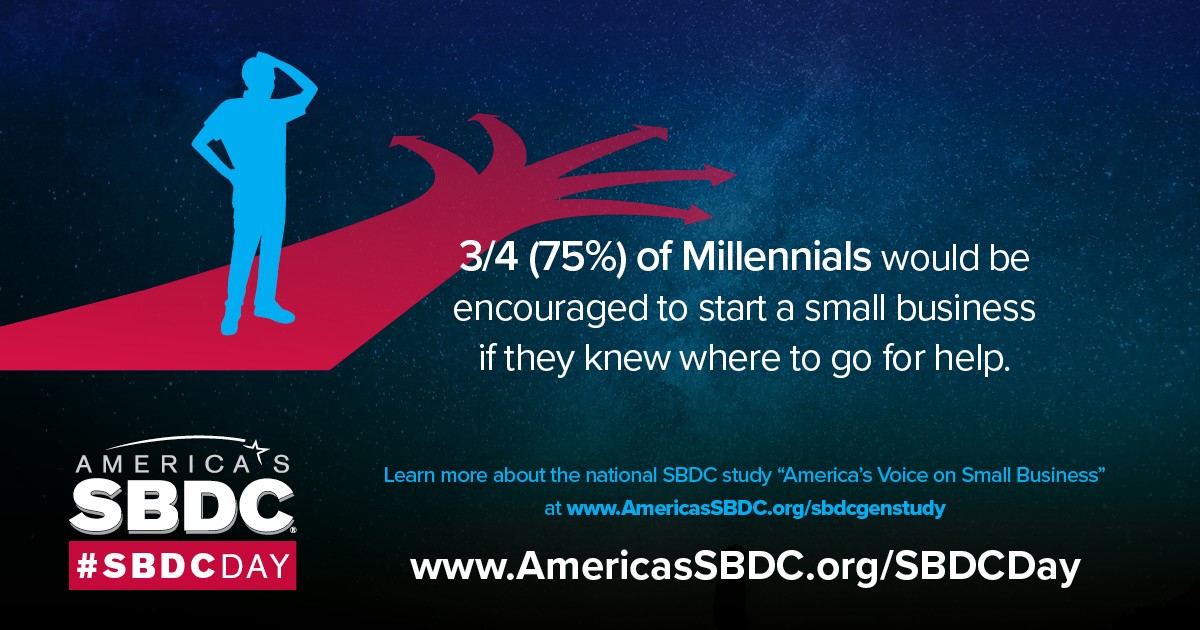 3/4 (75%) of Millennials would be
encouraged to start a small business
if they knew where to go for help.
AMERICA'S
SBDC®
#SBDCDAY
Learn more about the national SBDC study “America’s Voice on Small Business”
at www.AmericasSBDC.org/sbdcgenstudy
www.AmericasSBDC.org/SBDCDay